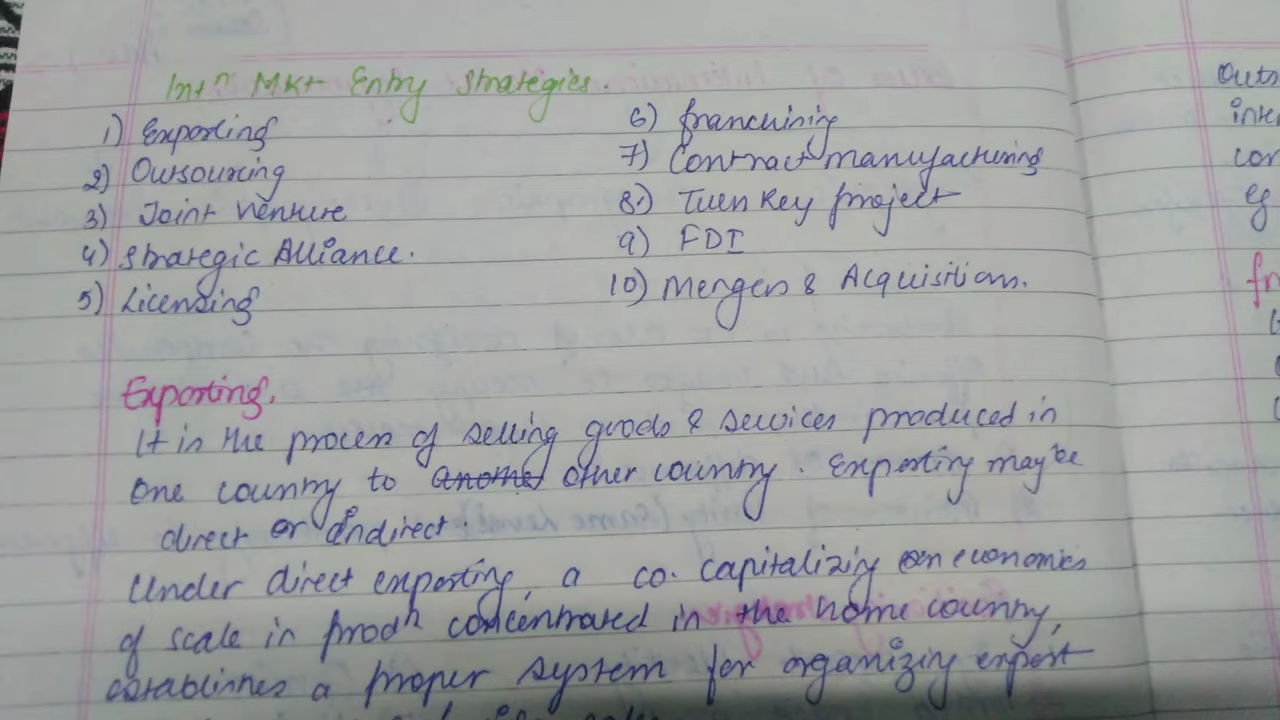 Intⁿ Mkt Entry Strategies.
1) Exporting
2) Outsourcing
3) Joint Venture
4) Strategic Alliance.
5) Licensing
6) franchising
7) Contract manufacturing
8.) Turn Key project
9) FDI
10) Mergers & Acquisitions.
Exporting.
It is the process of selling goods & services produced in
one country to other country. Exporting may be
direct or indirect.
Under direct exporting, a co. capitalizing on economics
of scale in prodⁿ concentrated in the home country,
establishes a proper system for organizing export
Outs
eg